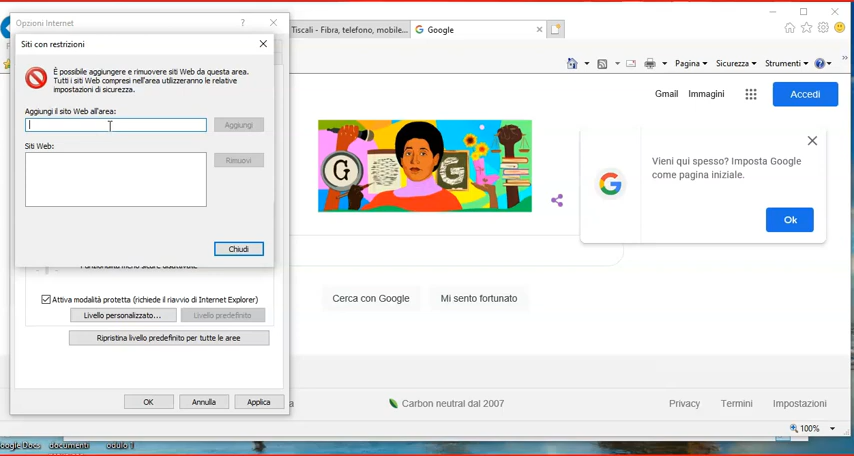 Opzioni Internet
?
Siti con restrizioni
È possibile aggiungere e rimuovere siti Web da questa area.
Tutti i siti Web compresi nell'area utilizzeranno le relative
impostazioni di sicurezza.
Aggiungi il sito Web all'area:
Aggiungi
Siti Web:
Rimuovi
Chiudi
Attiva modalità protetta (richiede il riavvio di Internet Explorer)
Livello personalizzato...
Livello predefinito
Ripristina livello predefinito per tutte le aree
OK
Annulla
Applica
Tiscali - Fibra, telefono, mobile...
Google
Pagina
Sicurezza
Strumenti
Gmail
Immagini
Accedi
Vieni qui spesso? Imposta Google
come pagina iniziale.
Ok
Cerca con Google
Mi sento fortunato
Carbon neutral dal 2007
Privacy
Termini
Impostazioni
100%
documenti